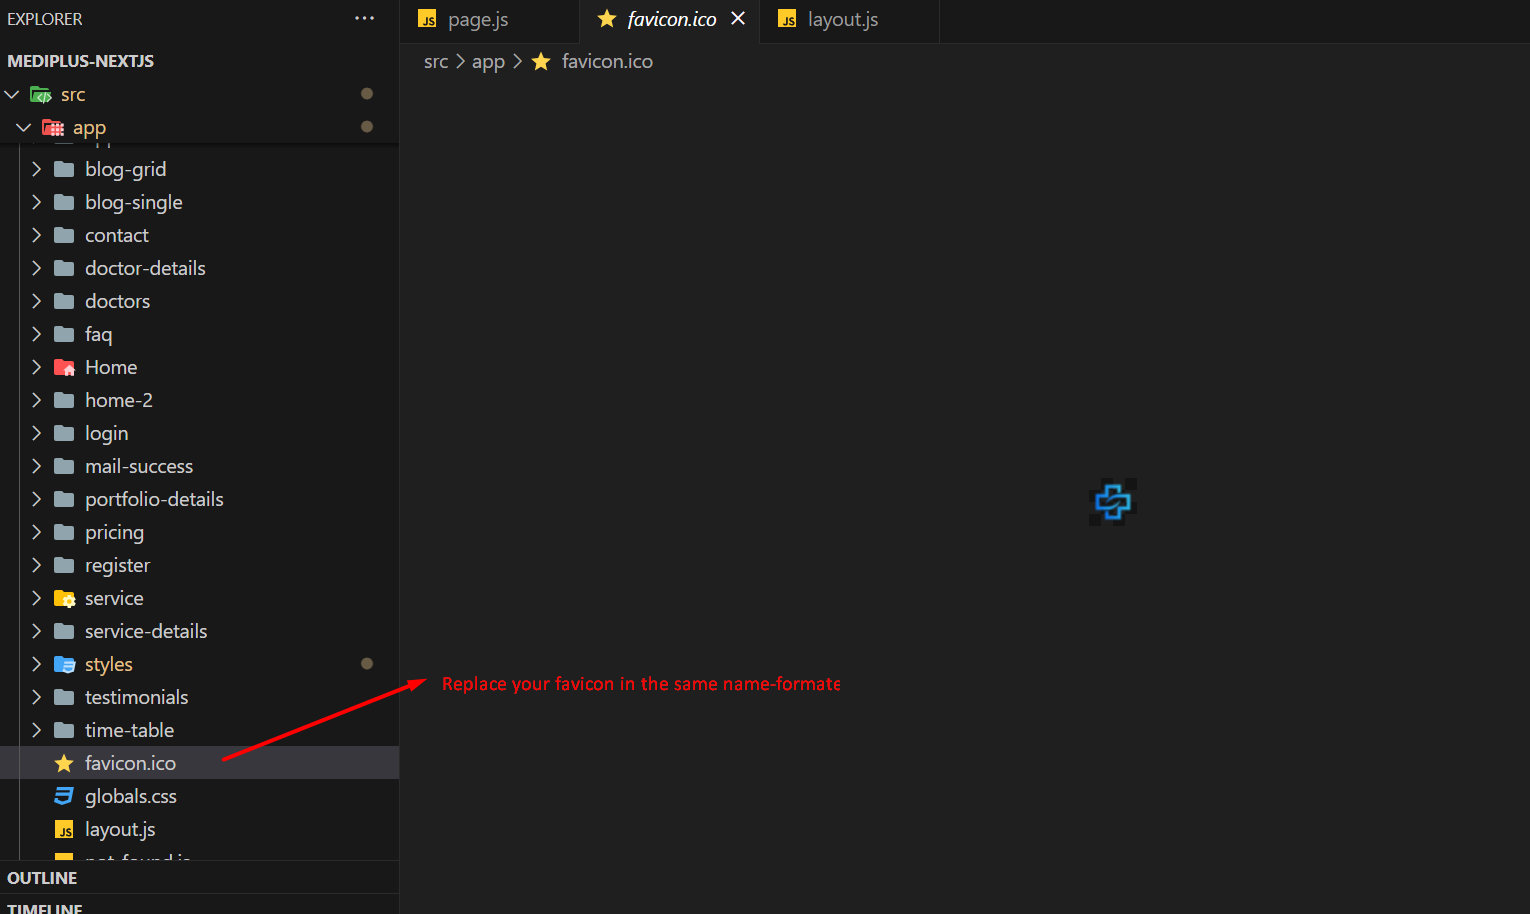 EXPLORER
page.js
favicon.ico
layout.js
MEDIPLUS-NEXTJS
src > app > favicon.ico
src
app
blog-grid
blog-single
contact
doctor-details
doctors
faq
Home
home-2
login
mail-success
portfolio-details
pricing
register
service
service-details
styles
Replace your favicon in the same name-formate
testimonials
time-table
favicon.ico
globals.css
JS layout.js
OUTLINE
TIMELINE